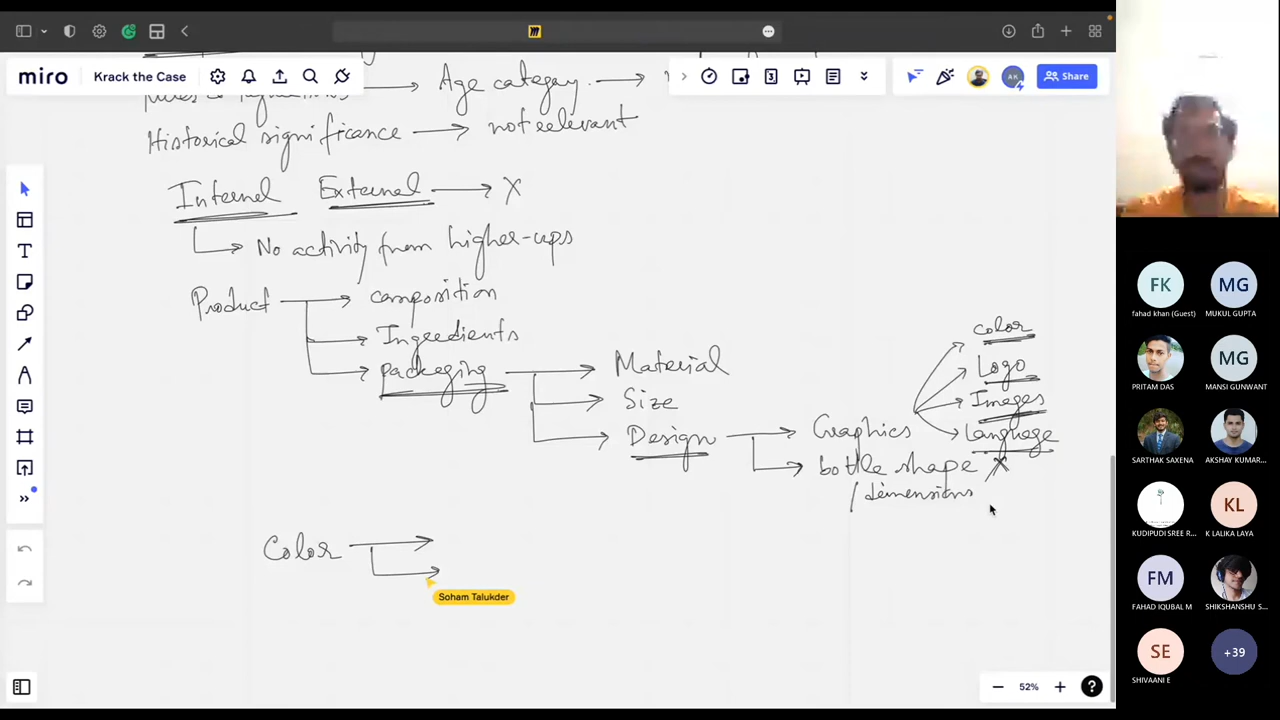 miro Krack the Case Share
Age category.
Historical significance not relevant
Internal External X
No activity from higher-ups
Product composition
Ingredients
packaging Material
Size
Design Graphics
bottle shape X
/dimensions
color
Logo
Images
Language
Color
Soham Talukder
52%
?
AK
FK MG
fahad khan (Guest) MUKUL GUPTA
MG
PRITAM DAS MANSI GUNWANT
SARTHAK SAXENA AKSHAY KUMAR...
KL
KUDIPUDI SREE R... K LALIKA LAYA
FM
FAHAD IQUBAL M SHIKSHANSHU S...
SE +39
SHIVAANI E